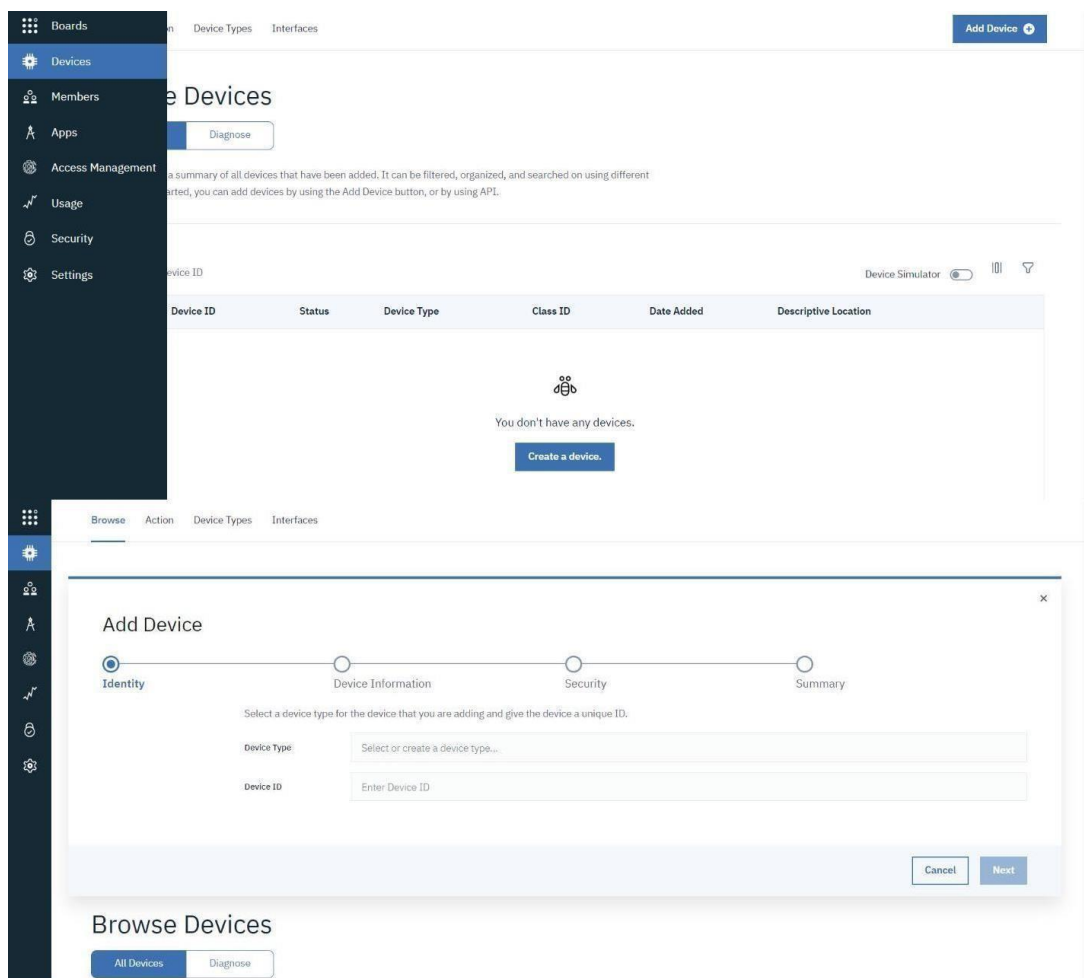 Boards
n Device Types Interfaces
Add Device
Devices
Members
e Devices
Apps
Diagnose
Access Management
a summary of all devices that have been added. It can be filtered, organized, and searched on using different
arted, you can add devices by using the Add Device button, or by using API.
Usage
Security
Settings
evice ID
Device Simulator
Device ID Status Device Type Class ID Date Added Descriptive Location
You don't have any devices.
Create a device.
Browse Action Device Types Interfaces
×
Add Device
Identity Device Information Security Summary
Select a device type for the device that you are adding and give the device a unique ID.
Device Type Select or create a device type...
Device ID Enter Device ID
Cancel Next
Browse Devices
All Devices Diagnose